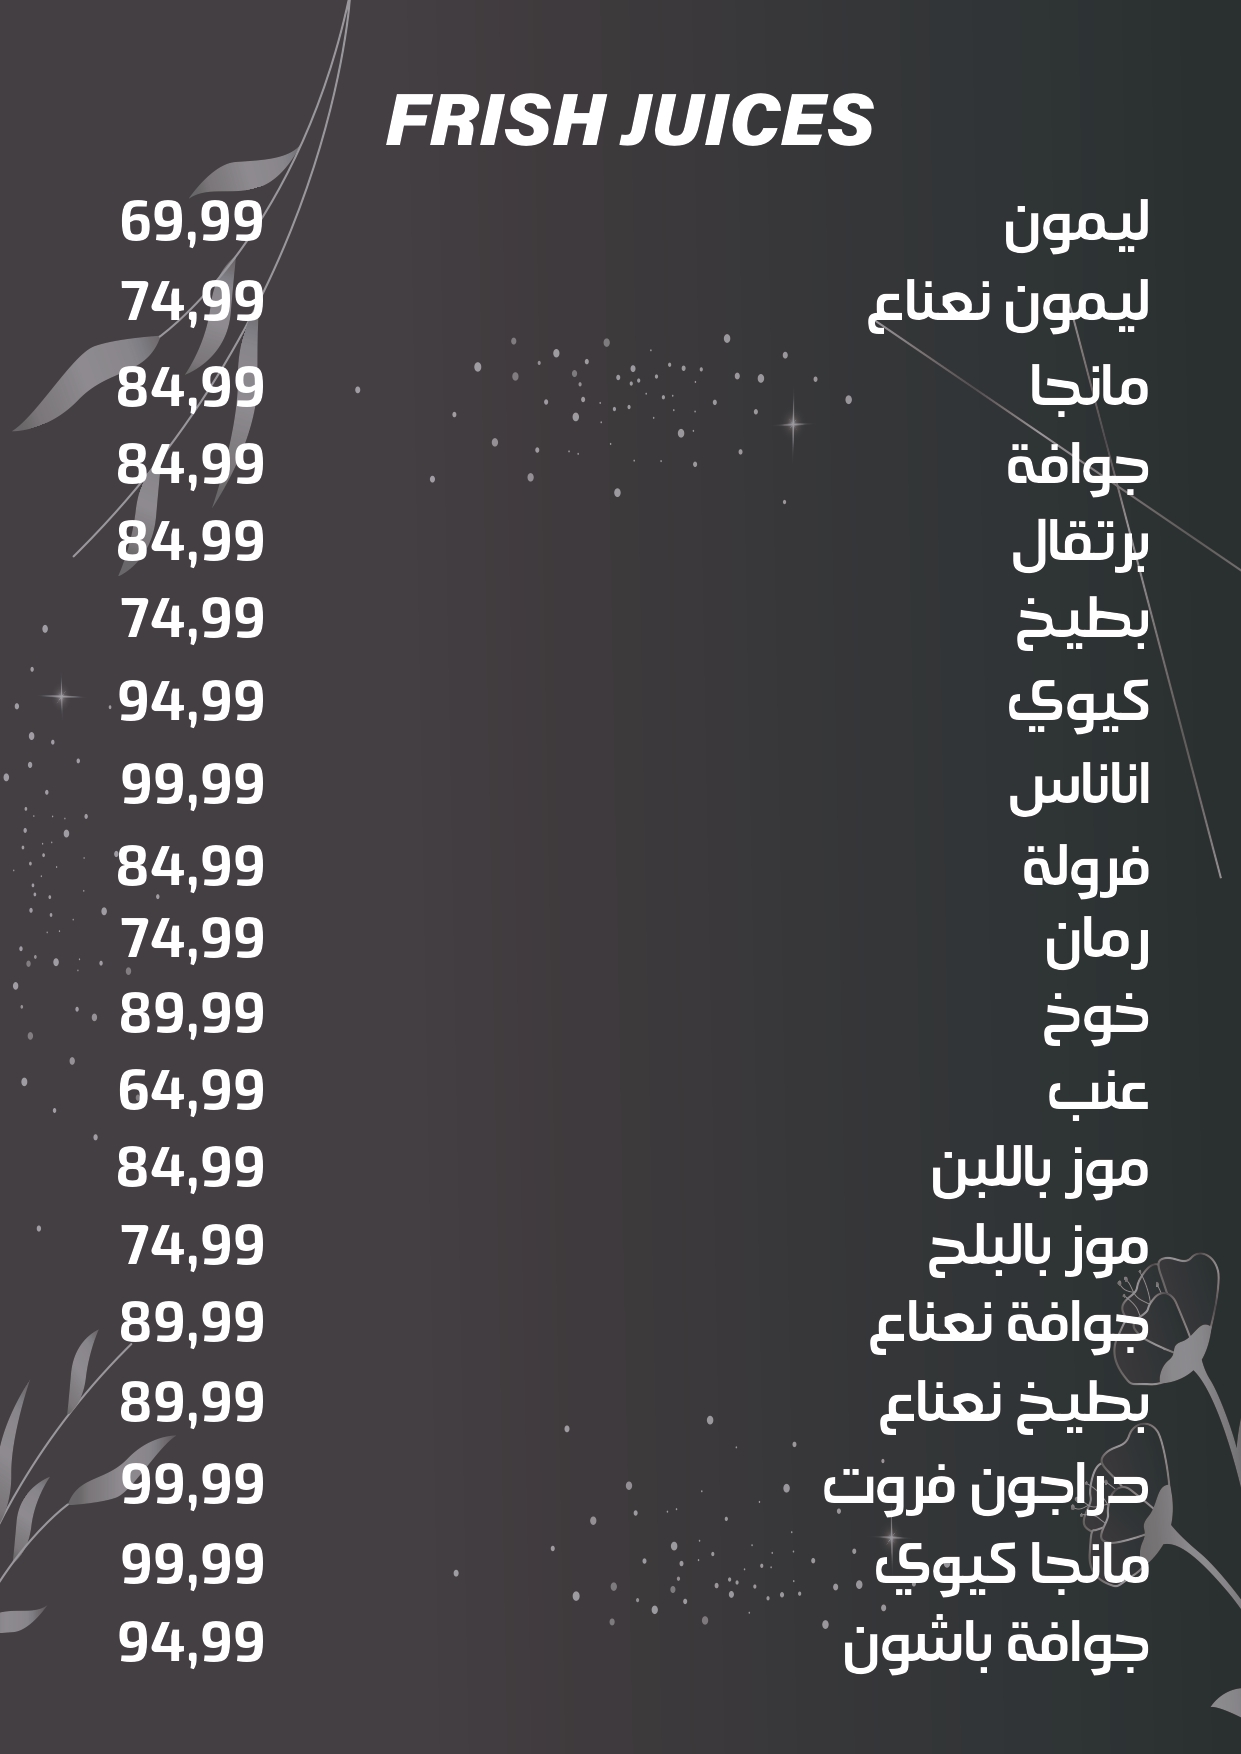 FRISH JUICES
ليمون 69,99
ليمون نعناع 74,99
مانجا 84,99
جوافة 84,99
برتقال 84,99
بطيخ 74,99
كيوي 94,99
اناناس 99,99
فرولة 84,99
رمان 74,99
خوخ 89,99
عنب 64,99
موز باللبن 84,99
موز بالبلح 74,99
جوافة نعناع 89,99
بطيخ نعناع 89,99
دراجون فروت 99,99
مانجا كيوي 99,99
جوافة باشون 94,99